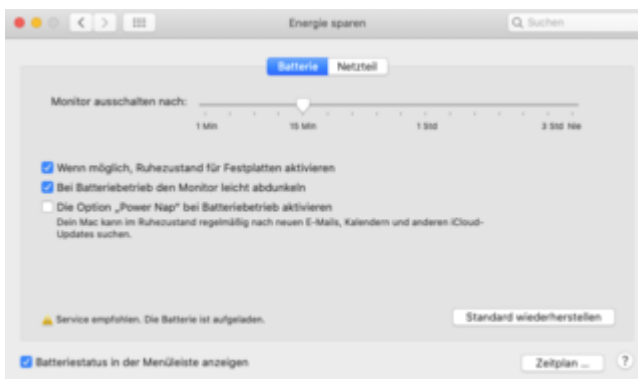 Energie sparen
Suchen
Batterie Netzteil
Monitor ausschalten nach:
1 Min 15 Min 1 Std 3 Std Nie
Wenn möglich, Ruhezustand für Festplatten aktivieren
Bei Batteriebetrieb den Monitor leicht abdunkeln
Die Option „Power Nap“ bei Batteriebetrieb aktivieren
Dein Mac kann im Ruhezustand regelmäßig nach neuen E-Mails, Kalendern und anderen iCloud-
Updates suchen.
Service empfohlen. Die Batterie ist aufgeladen.
Standard wiederherstellen
Batteriestatus in der Menüleiste anzeigen
Zeitplan ... ?